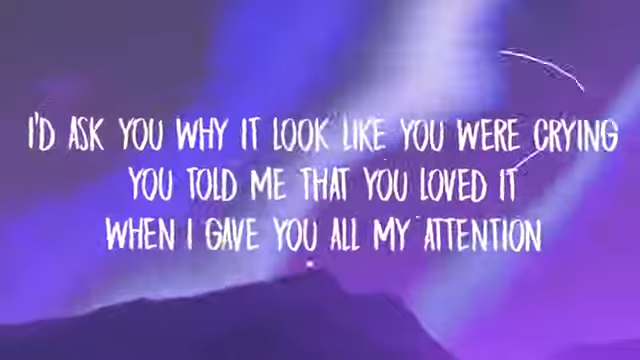 I'D ASK YOU WHY IT LOOK LIKE YOU WERE CRYING
YOU TOLD ME THAT YOU LOVED IT
WHEN I GAVE YOU ALL MY ATTENTION